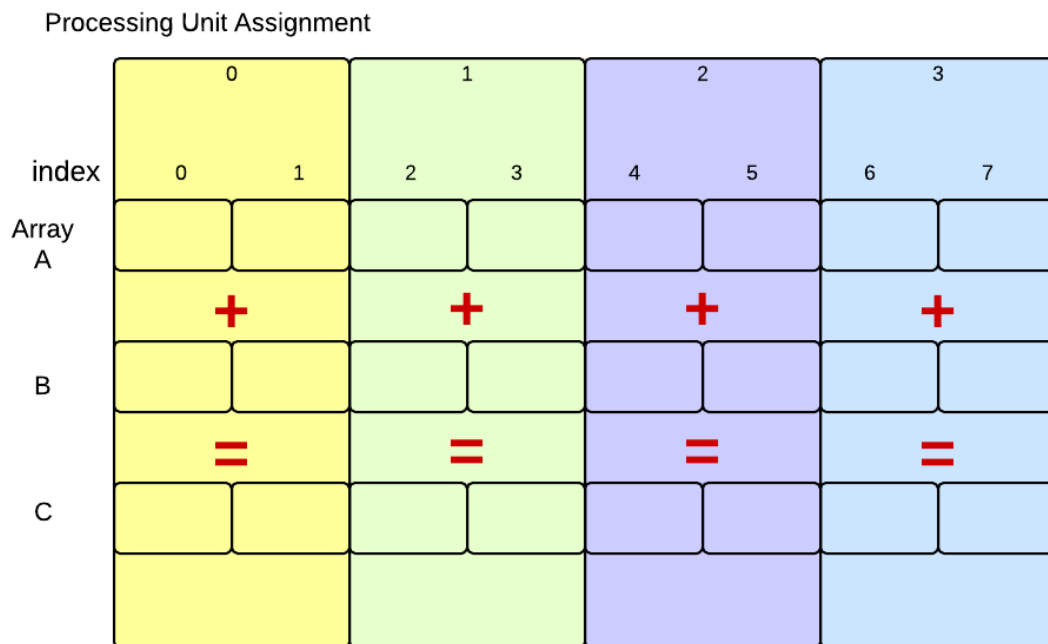 Processing Unit Assignment
0 1 2 3
index 0 1 2 3 4 5 6 7
Array
A
+ + + +
B
= = = =
C